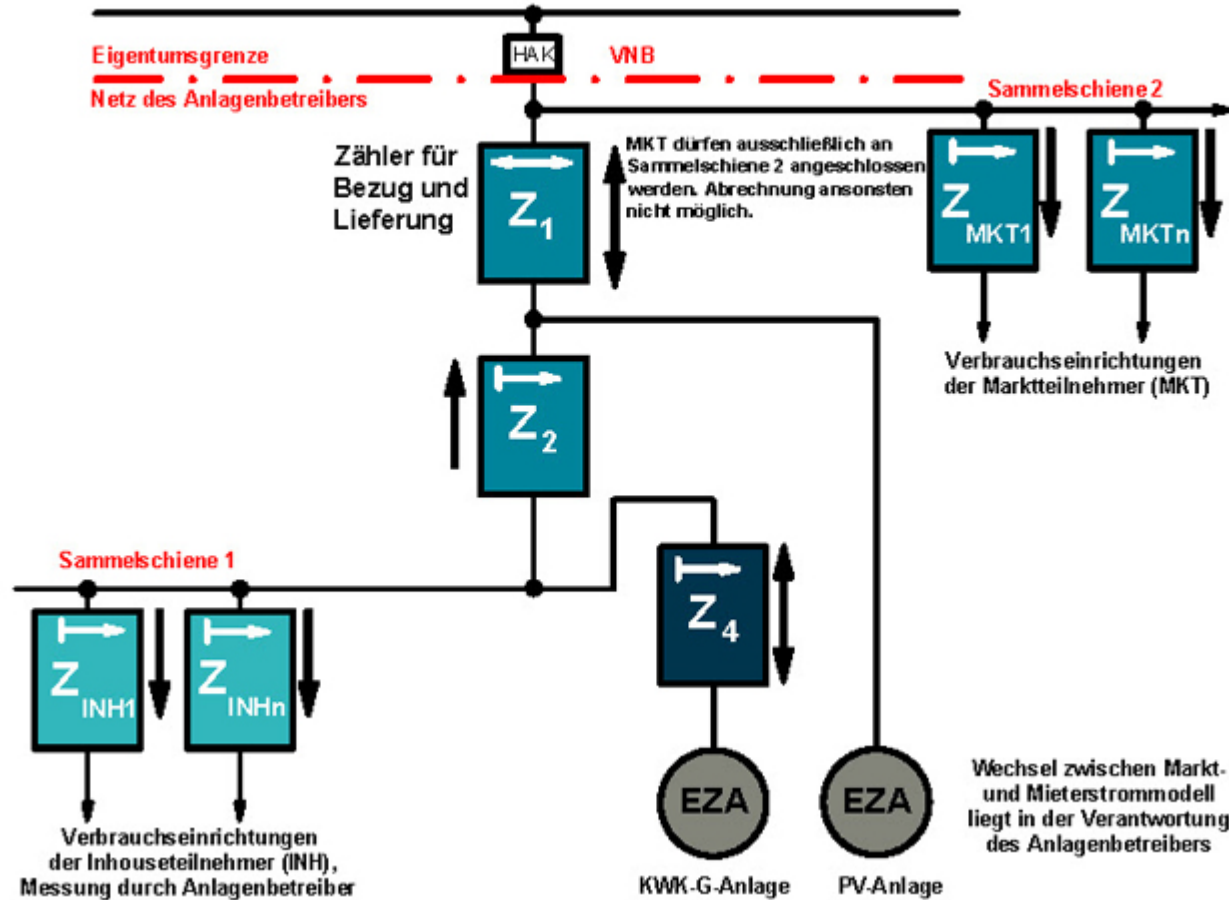 Eigentumsgrenze
HAK
VNB
Netz des Anlagenbetreibers
Sammelschiene 2
Zähler für
Bezug und
Lieferung
Z1
MKT dürfen ausschließlich an
Sammelschiene 2 angeschlossen
werden. Abrechnung ansonsten
nicht möglich.
Z MKT1
Z MKTn
Verbrauchseinrichtungen
der Marktteilnehmer (MKT)
Z2
Sammelschiene 1
Z INH1
Z INHn
Z4
Verbrauchseinrichtungen
der Inhouseteilnehmer (INH),
Messung durch Anlagenbetreiber
EZA
KWK-G-Anlage
EZA
PV-Anlage
Wechsel zwischen Markt-
und Mieterstrommodell
liegt in der Verantwortung
des Anlagenbetreibers